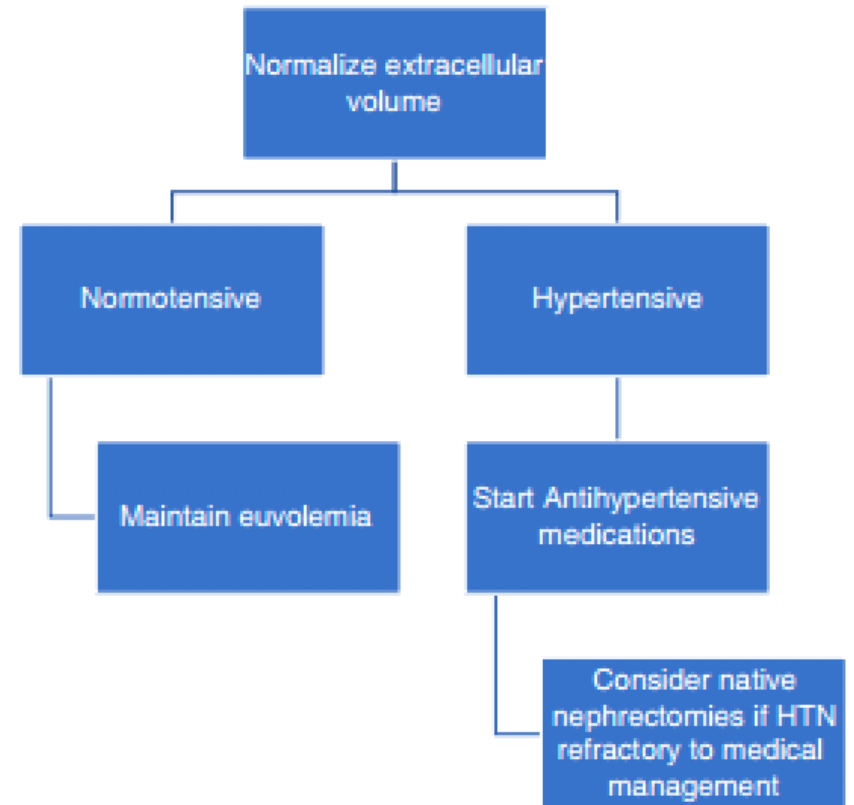 Normalize extracellular
volume
Normotensive
Hypertensive
Maintain euvolemia
Start Antihypertensive
medications
Consider native
nephrectomies if HTN
refractory to medical
management